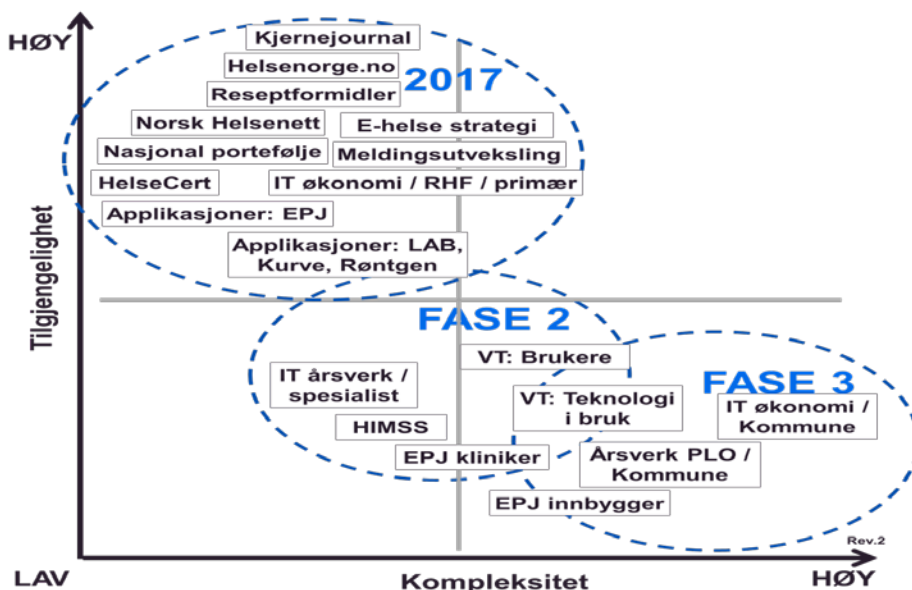 HØY
Kjernejournal
Helsenorge.no
2017
Reseptformidler
Norsk Helsenett
E-helse strategi
Nasjonal portefølje
Meldingsutveksling
HelseCert
IT økonomi / RHF / primær
Applikasjoner: EPJ
Applikasjoner: LAB,
Kurve, Røntgen
Tilgjengelighet
FASE 2
VT: Brukere
IT årsverk /
spesialist
FASE 3
VT: Teknologi
i bruk
IT økonomi /
Kommune
HIMSS
EPJ kliniker
Årsverk PLO /
Kommune
EPJ innbygger
Rev.2
LAV
Kompleksitet
HØY